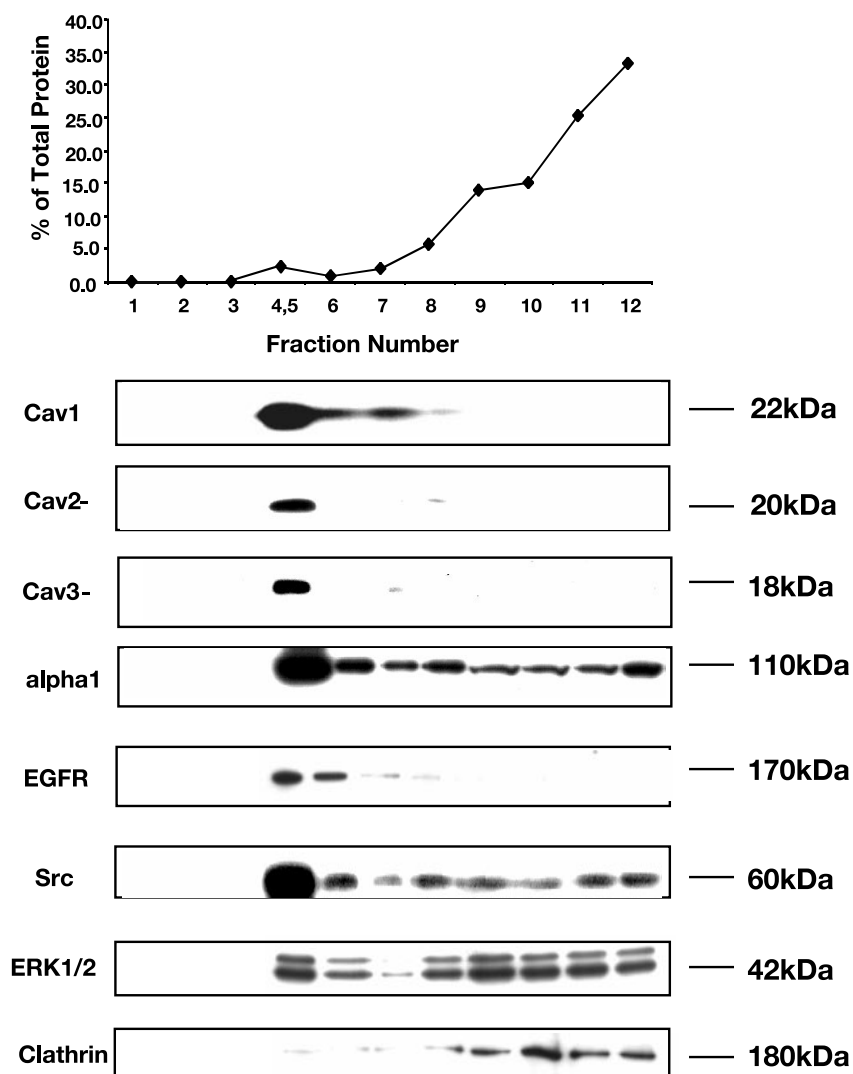 % of Total Protein
40.0
35.0
30.0
25.0
20.0
15.0
10.0
5.0
0.0
1 2 3 4,5 6 7 8 9 10 11 12
Fraction Number
Cav1 22kDa
Cav2- 20kDa
Cav3- 18kDa
alpha1 110kDa
EGFR 170kDa
Src 60kDa
ERK1/2 42kDa
Clathrin 180kDa